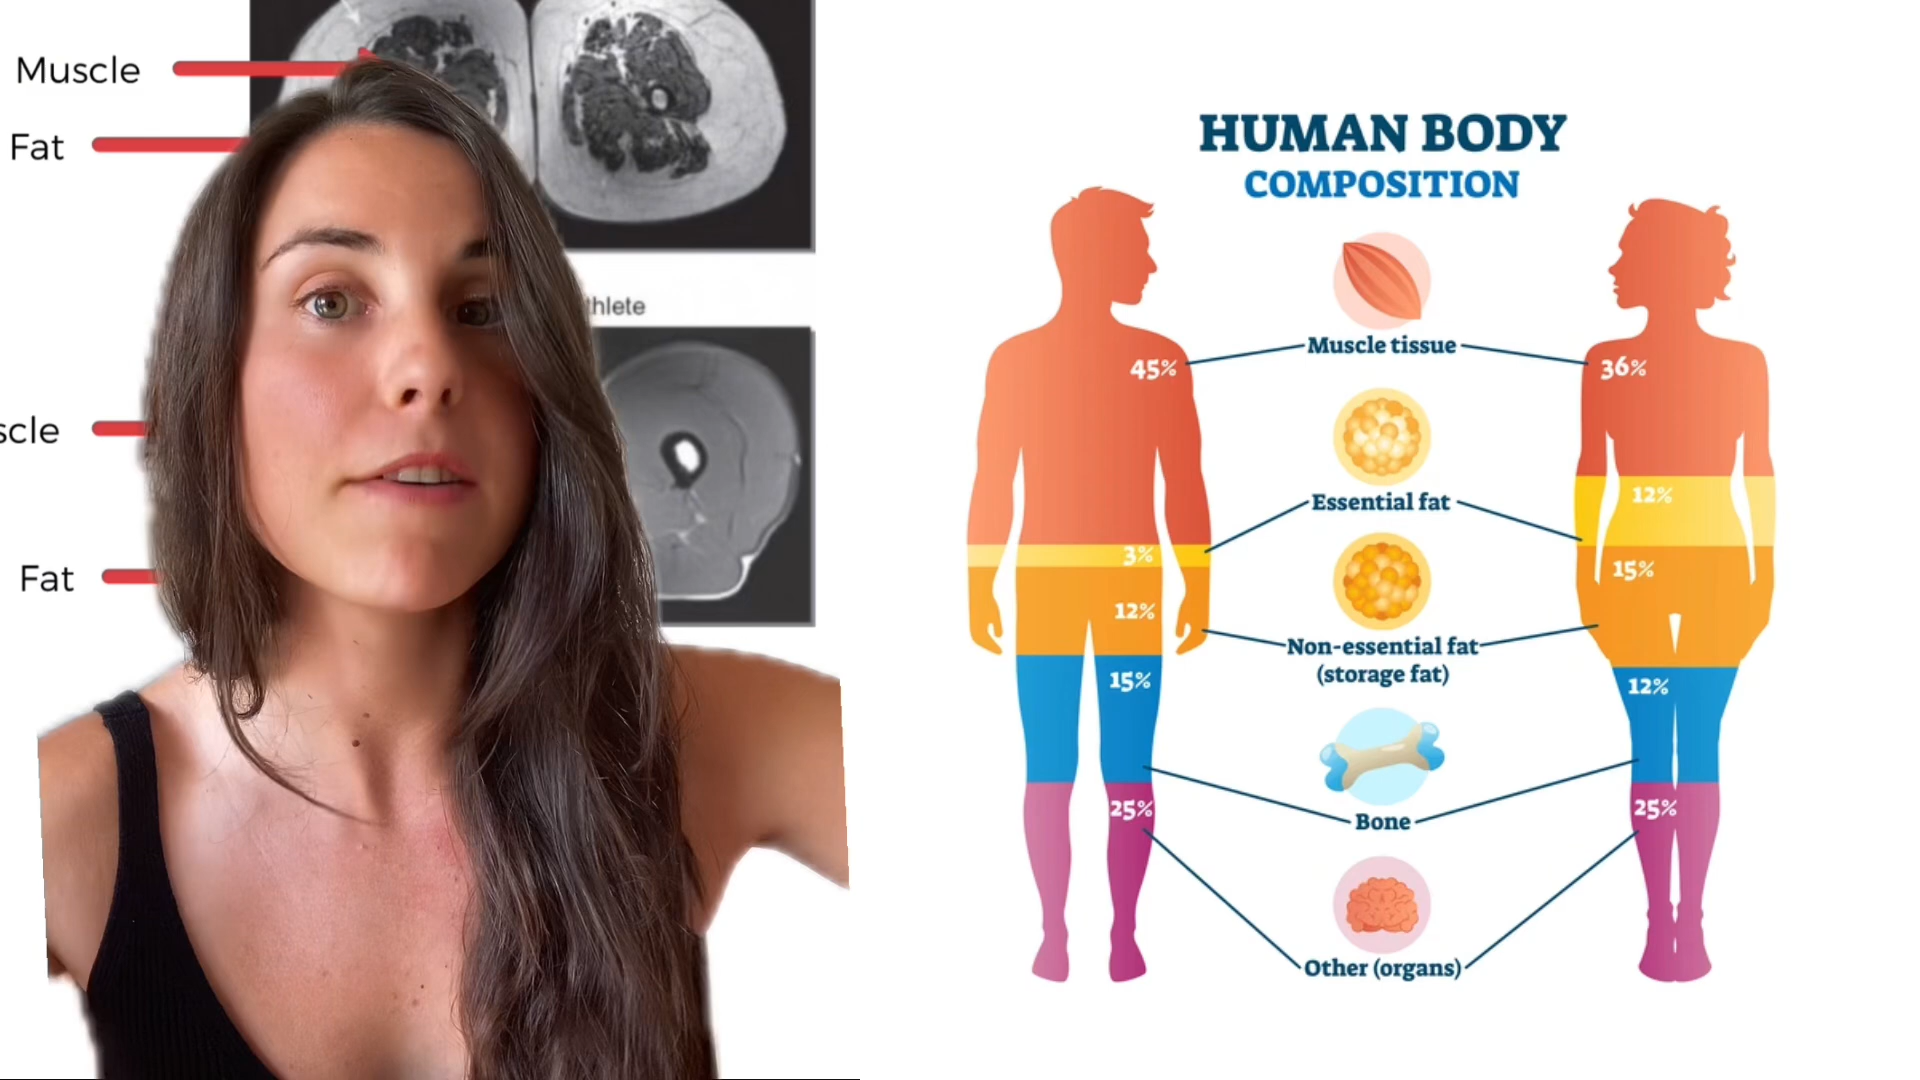 Muscle
Fat
thlete
scle
Fat
HUMAN BODY
COMPOSITION
Muscle tissue
45%
36%
Essential fat
3%
12%
Non-essential fat
(storage fat)
12%
15%
15%
12%
Bone
25%
25%
Other (organs)